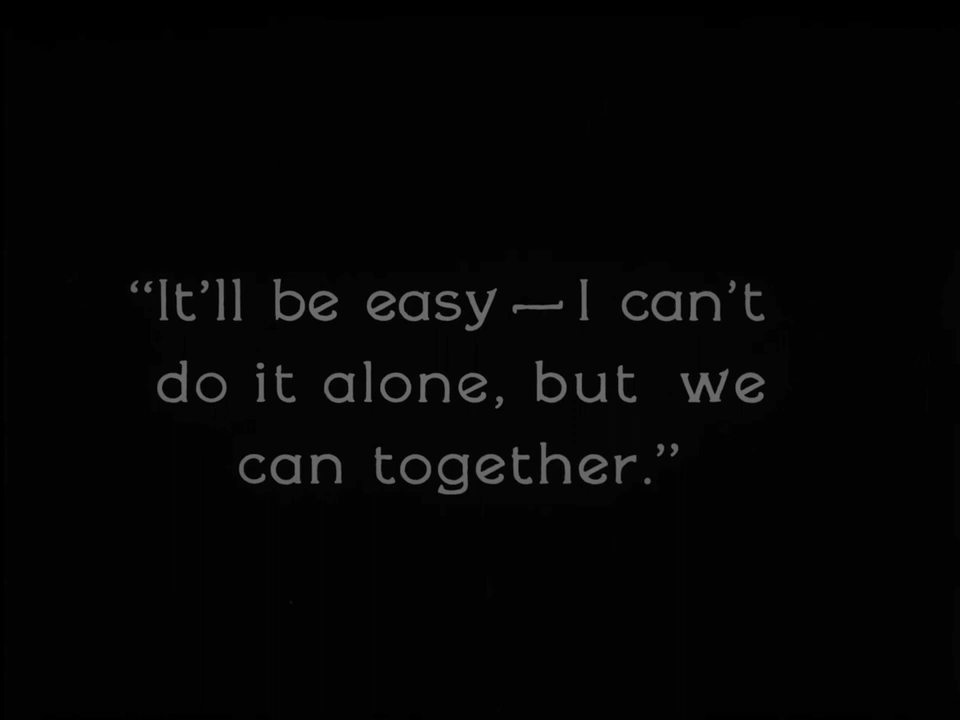 “It’ll be easy — I can’t
do it alone, but we
can together.”